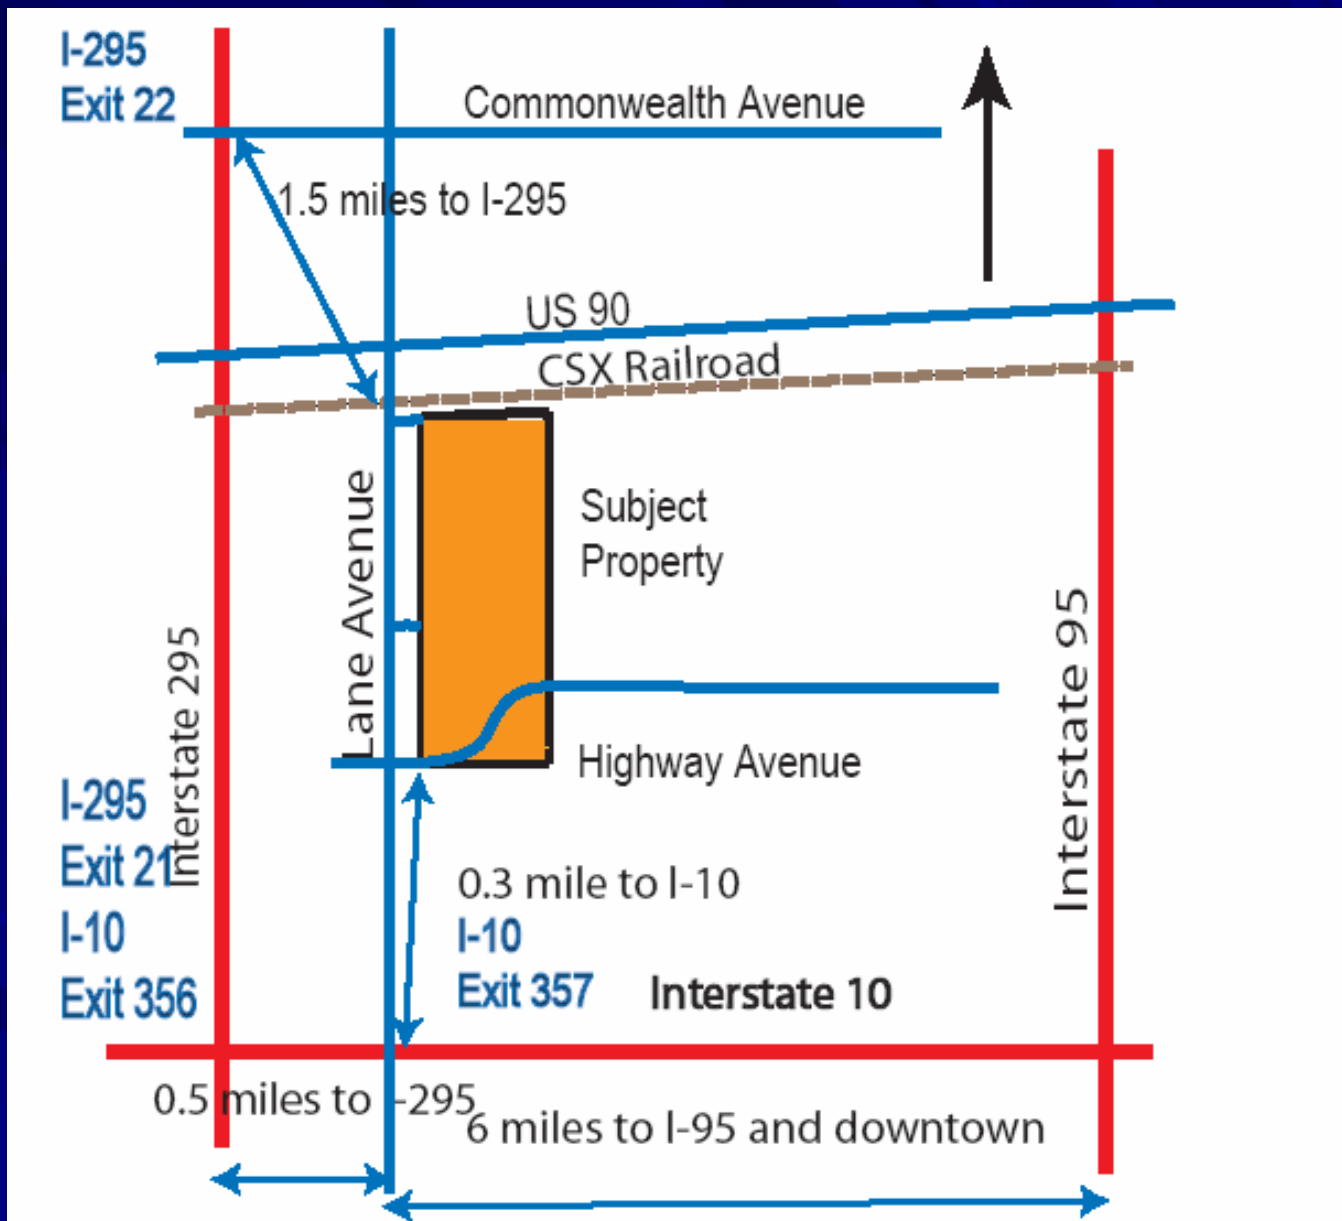 I-295
Exit 22
Commonwealth Avenue
1.5 miles to I-295
US 90
CSX Railroad
Subject
Property
Lane Avenue
Interstate 295
Interstate 95
Highway Avenue
I-295
Exit 21
I-10
Exit 356
0.3 mile to I-10
I-10
Exit 357
Interstate 10
0.5 miles to I-295
6 miles to I-95 and downtown